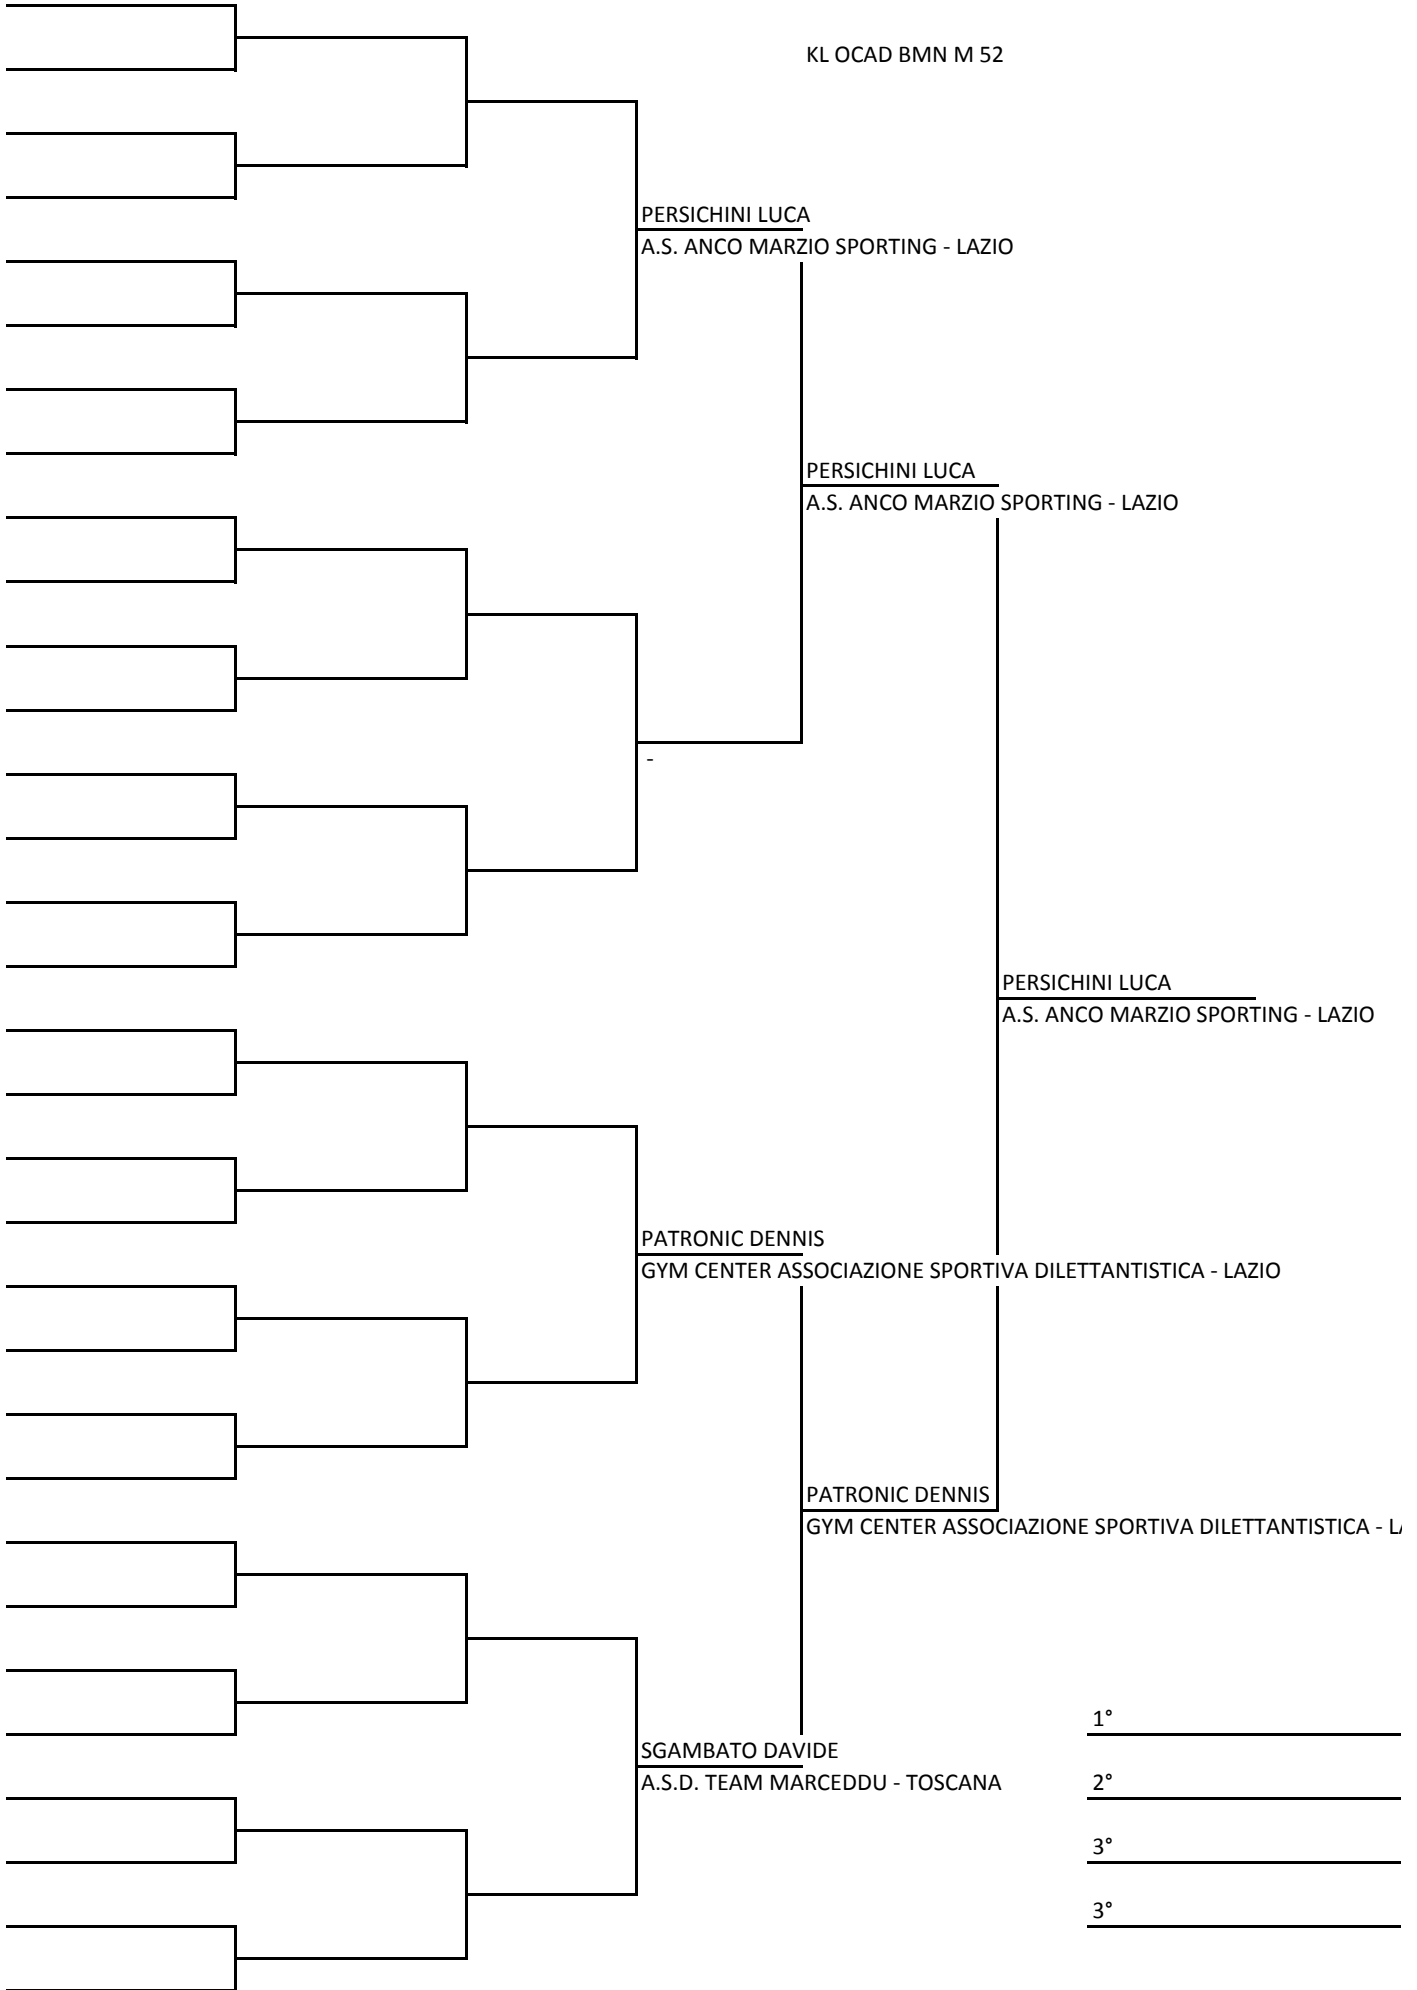 KL OCAD BMN M 52
PERSICHINI LUCA
A.S. ANCO MARZIO SPORTING - LAZIO
PERSICHINI LUCA
A.S. ANCO MARZIO SPORTING - LAZIO
-
PERSICHINI LUCA
A.S. ANCO MARZIO SPORTING - LAZIO
PATRONIC DENNIS
GYM CENTER ASSOCIAZIONE SPORTIVA DILETTANTISTICA - LAZIO
PATRONIC DENNIS
GYM CENTER ASSOCIAZIONE SPORTIVA DILETTANTISTICA - L
SGAMBATO DAVIDE
A.S.D. TEAM MARCEDDU - TOSCANA
1°
2°
3°
3°